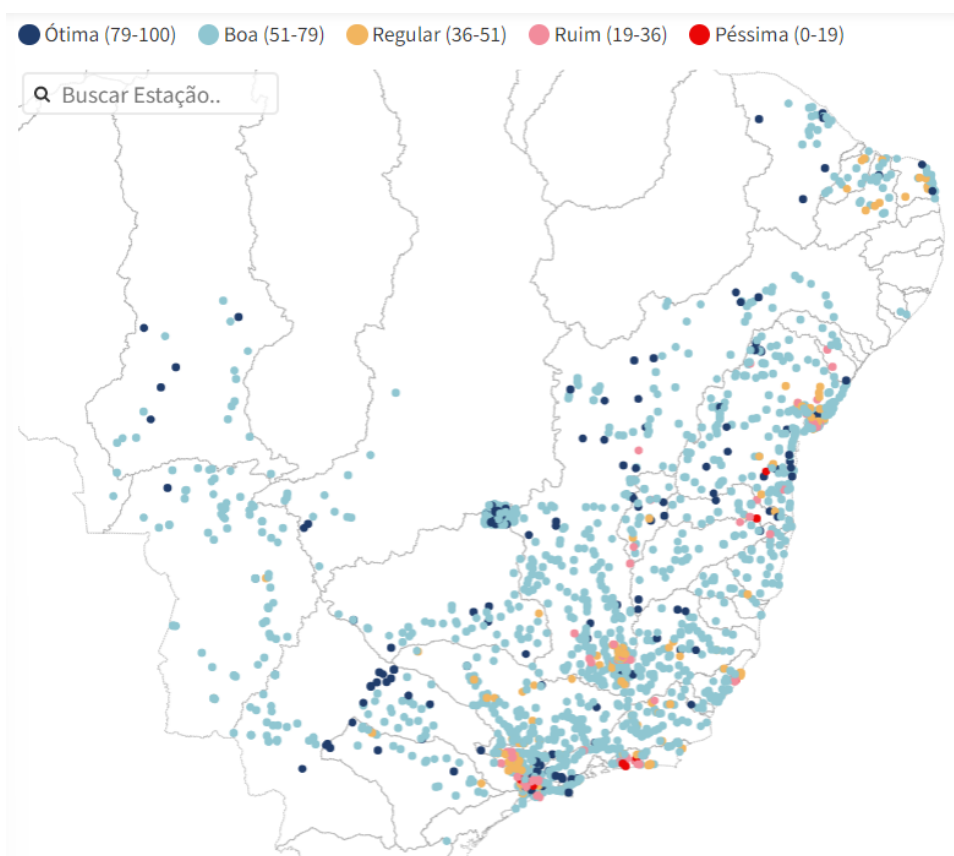 Ótima (79-100) Boa (51-79) Regular (36-51) Ruim (19-36) Péssima (0-19)
Buscar Estação..